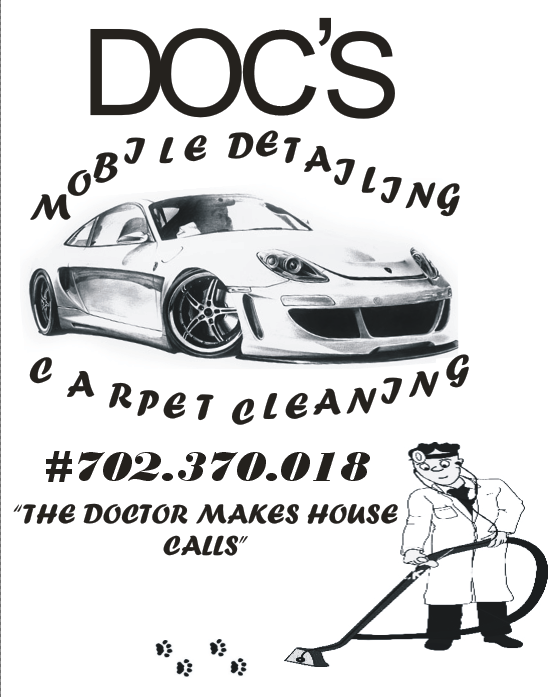 DOC'S
MOBILE DETAILING
CARPET CLEANING
#702.370.018
"THE DOCTOR MAKES HOUSE
CALLS"